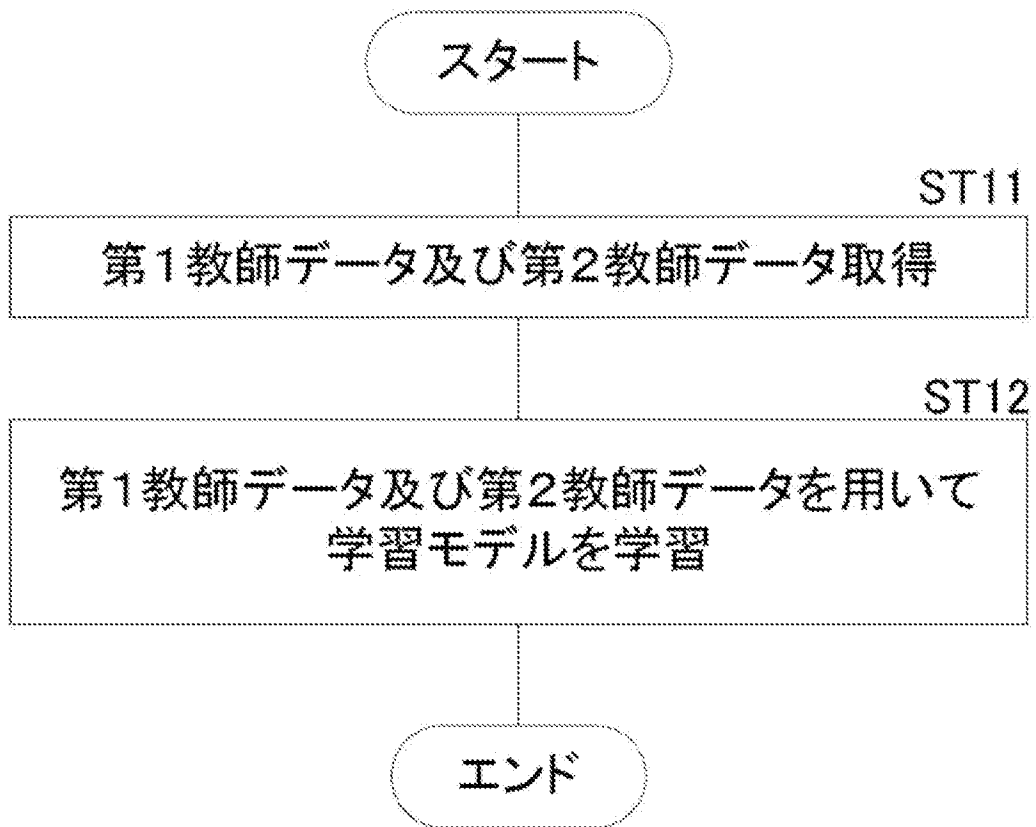 スタート
ST11
第1教師データ及び第2教師データ取得
ST12
第1教師データ及び第2教師データを用いて
学習モデルを学習
エンド